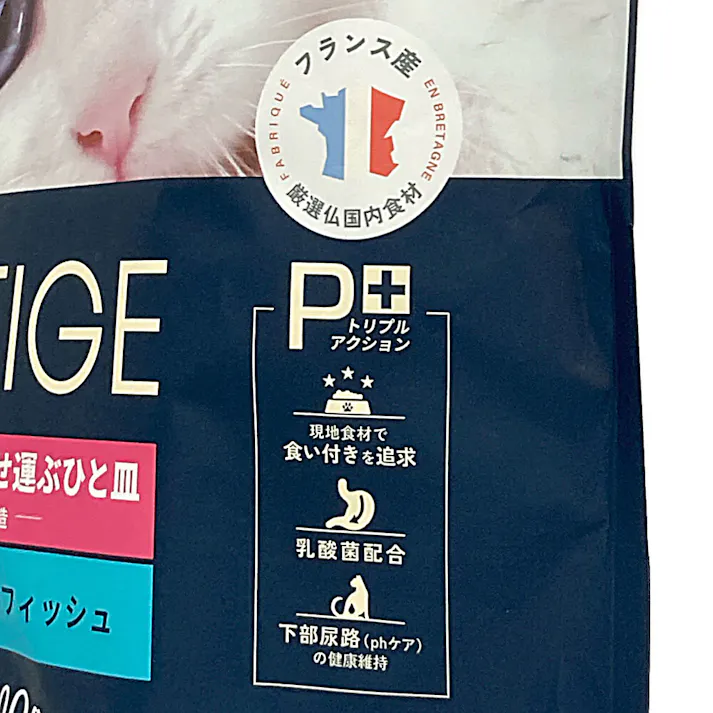 フランス産
FABRIQUÉ
EN BRETAGNE
厳選仏国内食材
TIGE
P+
トリプル
アクション
現地食材で
食い付きを追求
せ運ぶひと皿
造
乳酸菌配合
フィッシュ
下部尿路(phケア)
の健康維持